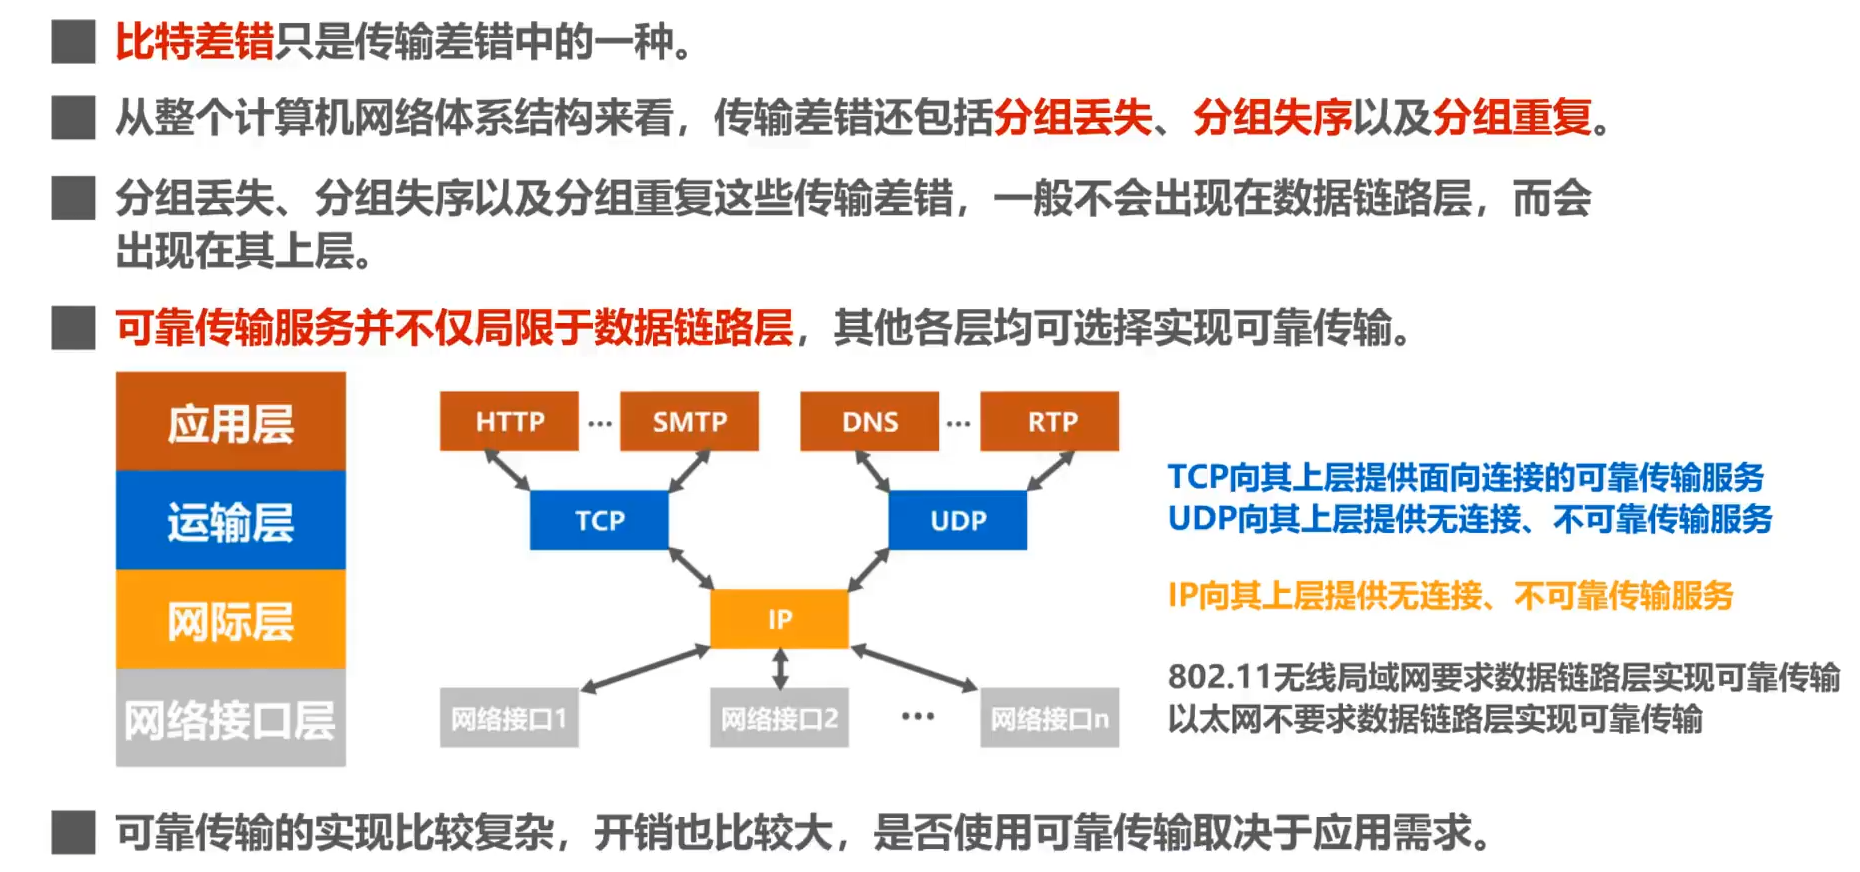 比特差错只是传输差错中的一种。
从整个计算机网络体系结构来看，传输差错还包括分组丢失、分组失序以及分组重复。
分组丢失、分组失序以及分组重复这些传输差错，一般不会出现在数据链路层，而会
出现在其上层。
可靠传输服务并不仅局限于数据链路层，其他各层均可选择实现可靠传输。
应用层
HTTP ... SMTP
DNS ... RTP
运输层
TCP
UDP
TCP向其上层提供面向连接的可靠传输服务
UDP向其上层提供无连接、不可靠传输服务
网际层
IP
IP向其上层提供无连接、不可靠传输服务
网络接口层
网络接口1
网络接口2
...
网络接口n
802.11无线局域网要求数据链路层实现可靠传输
以太网不要求数据链路层实现可靠传输
可靠传输的实现比较复杂，开销也比较大，是否使用可靠传输取决于应用需求。